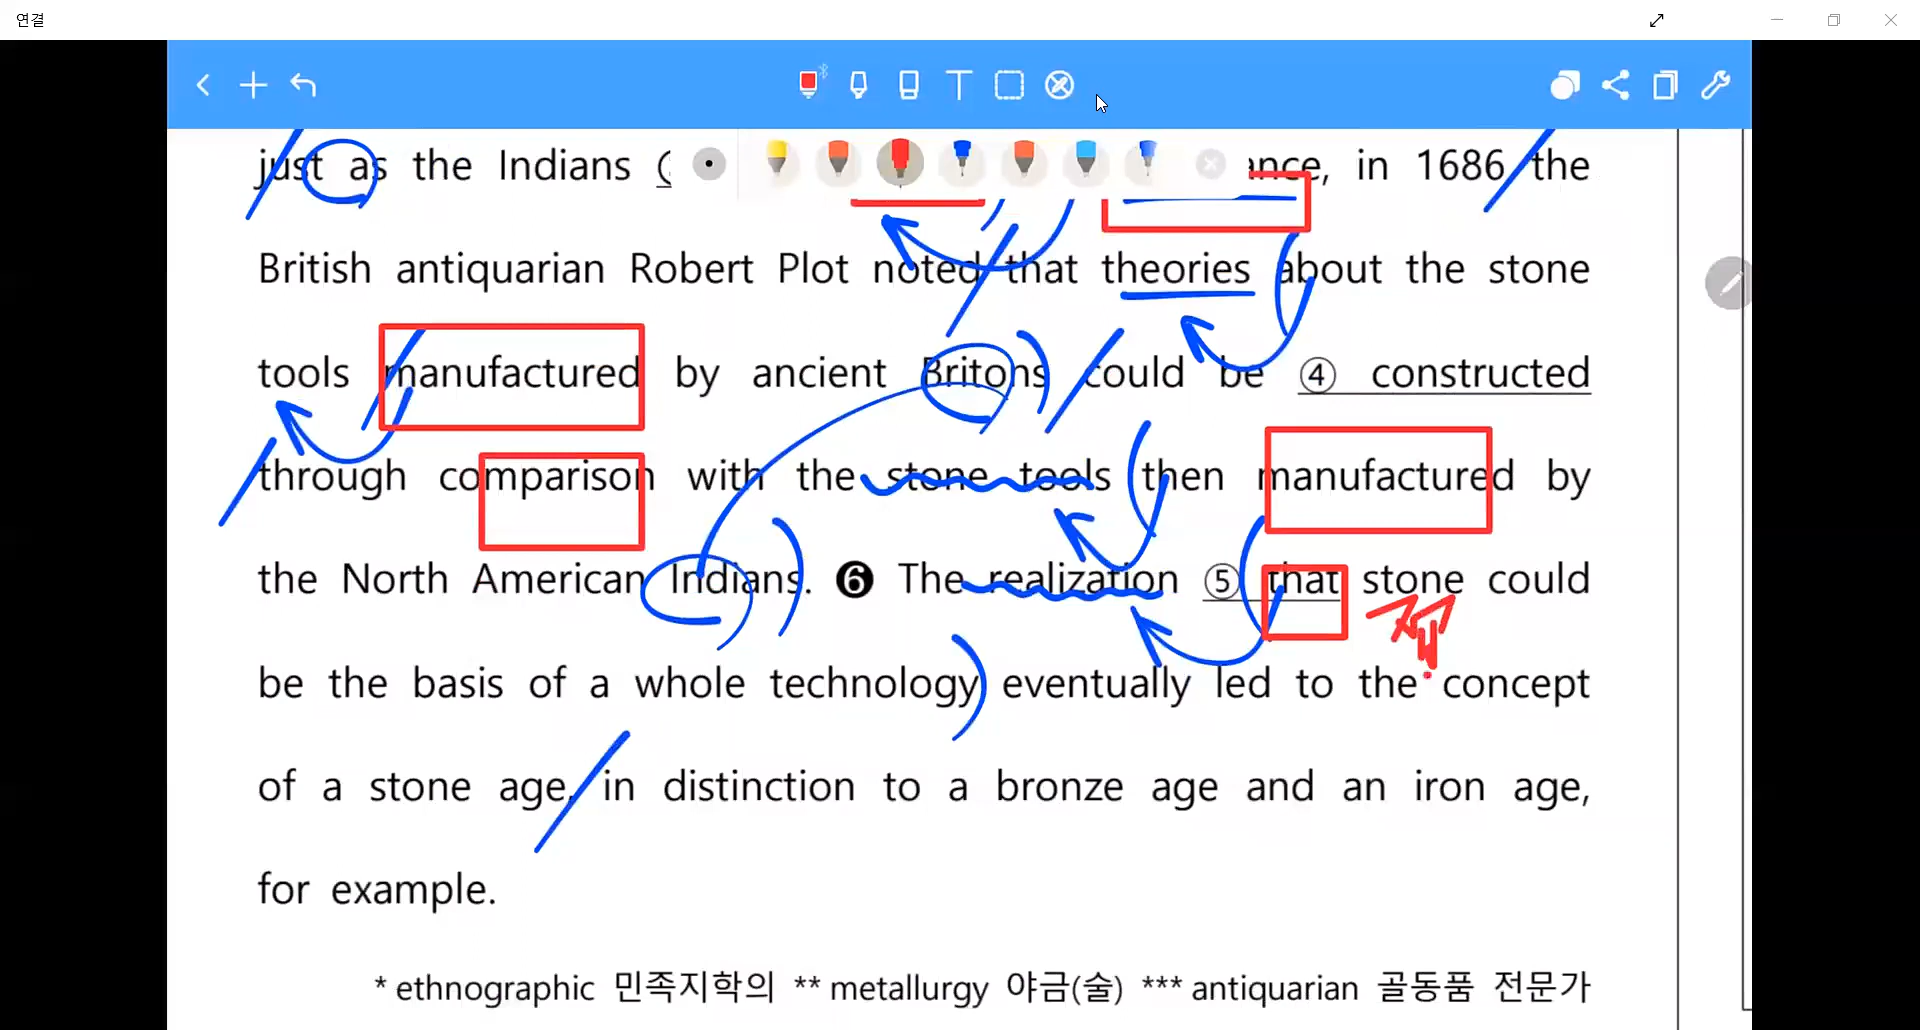 연결
just as the Indians ance, in 1686 the
British antiquarian Robert Plot noted that theories about the stone
tools manufactured by ancient Britons could be ④ constructed
through comparison with the stone tools then manufactured by
the North American Indians. ❻ The realization ⑤ that stone could
be the basis of a whole technology eventually led to the concept
of a stone age, in distinction to a bronze age and an iron age,
for example.
* ethnographic 민족지학의 ** metallurgy 야금(술) *** antiquarian 골동품 전문가